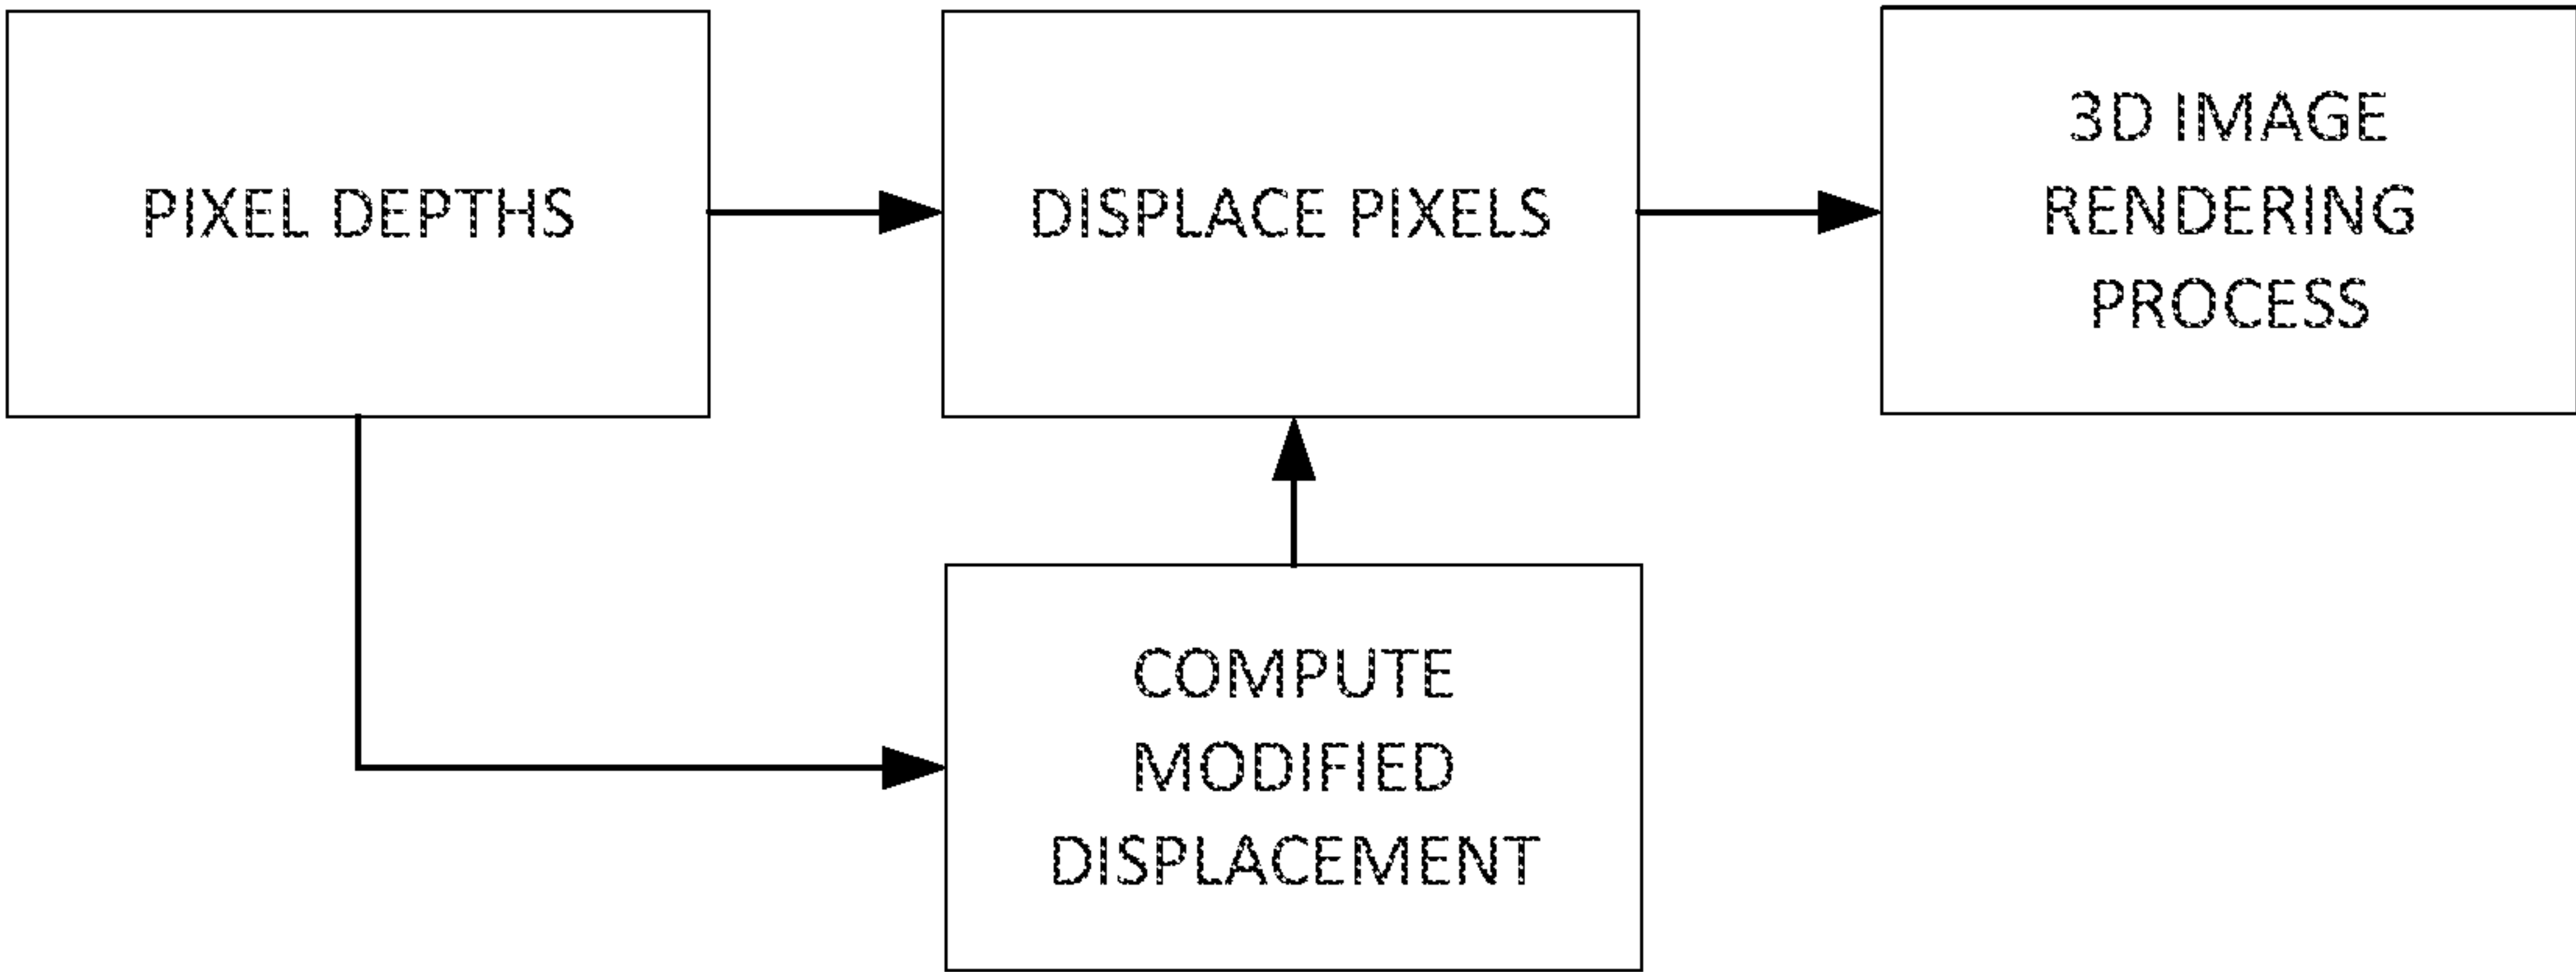 PIXEL DEPTHS
DISPLACE PIXELS
3D IMAGE
RENDERING
PROCESS
COMPUTE
MODIFIED
DISPLACEMENT